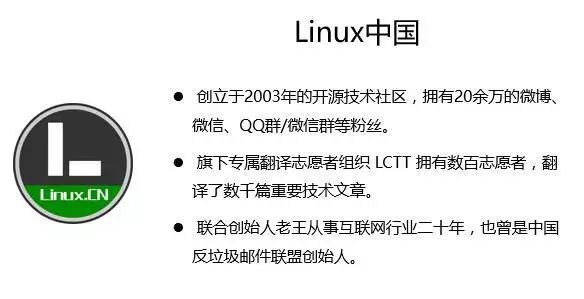 Linux中国
● 创立于2003年的开源技术社区，拥有20余万的微博、
微信、QQ群/微信群等粉丝。
● 旗下专属翻译志愿者组织 LCTT 拥有数百志愿者，翻
译了数千篇重要技术文章。
● 联合创始人老王从事互联网行业二十年，也曾是中国
反垃圾邮件联盟创始人。
L
Linux.CN